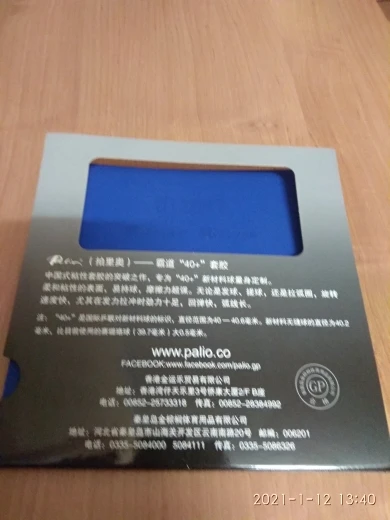 Palio （拍里奥）—— 霸道“40+”套胶
中国式粘性套胶的突破之作，专为“40+”新材料球量身定制。
柔和粘性的表面，易持球，摩擦力超强。无论是发球，搓球，还是拉弧圈，旋转
速度快，尤其在发力拉冲时劲力十足，回弹快，弧线长。
注：“40+”是国际乒联对新材料球的标识，直径范围为40－40.6毫米。新材料无缝球的直径为40.2
毫米，比目前使用的赛璐珞球（39.7毫米）大0.5毫米。
www.palio.co
FACEBOOK:www.facebook.com/palio.gp
香港金运乐贸易有限公司
地址：香港湾仔天乐里3号侨康大厦2/F B座
电话：00852-25733318 传真：00852-28384992
秦皇岛金棕榈体育用品有限公司
地址：河北省秦皇岛市山海关开发区云南南路20号 邮编：066201
电话：0335-5084000 5084111 传真：0335-5086326
GP
2021-1-12 13:40